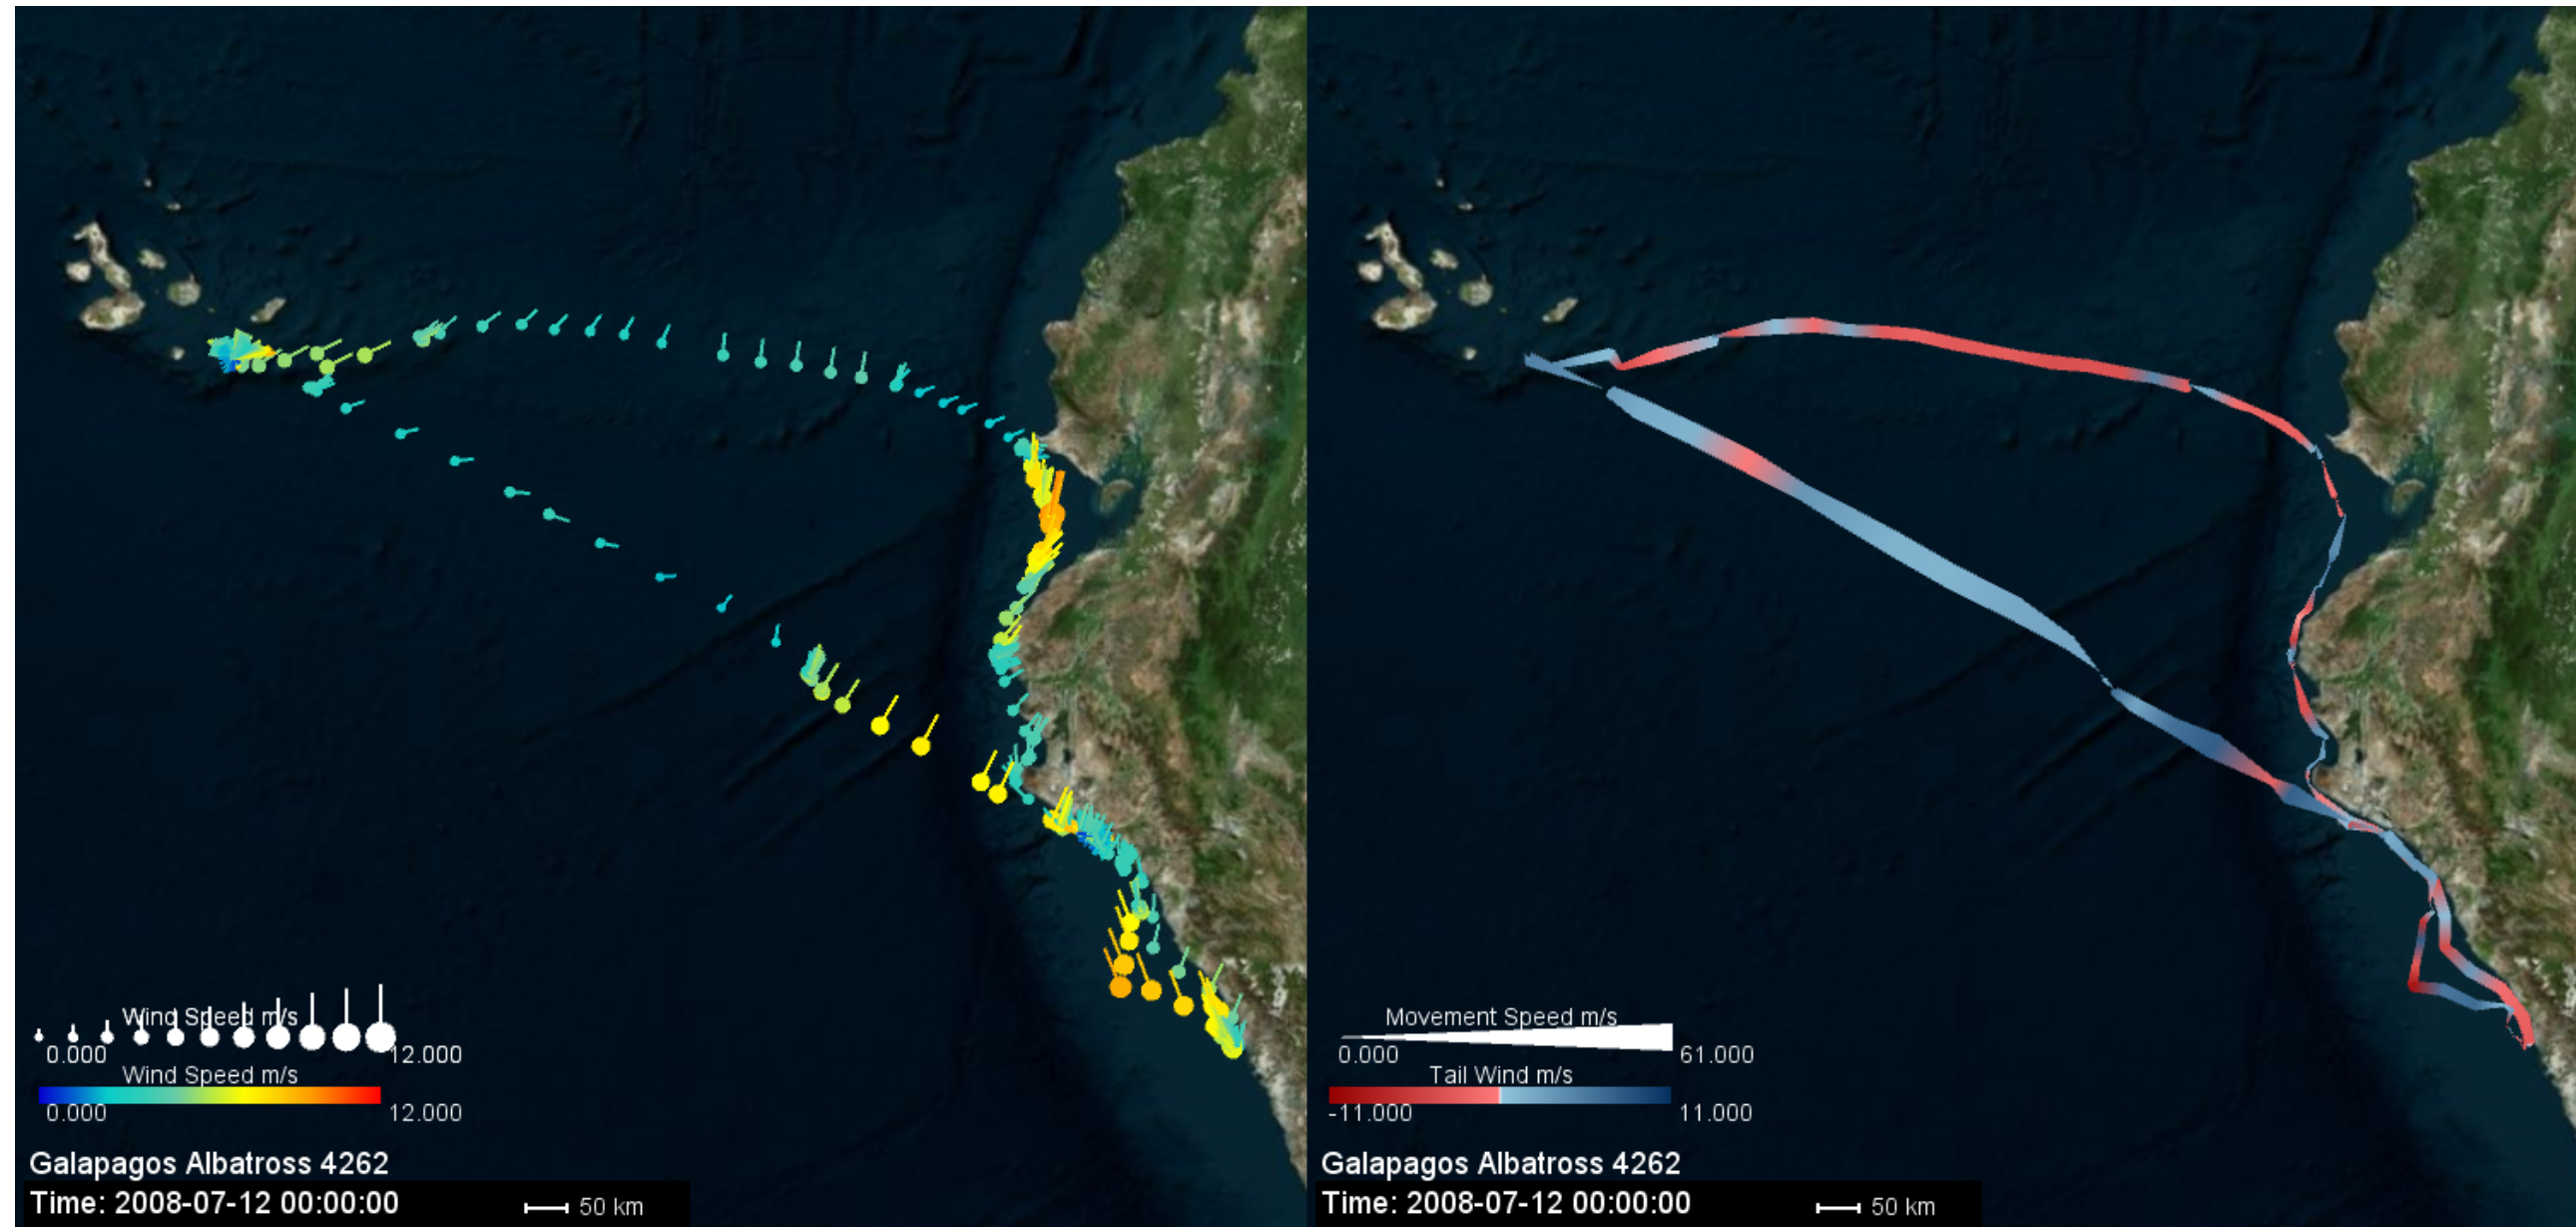 Wind Speed m/s
0.000 12.000
Wind Speed m/s
0.000 12.000
Galapagos Albatross 4262
Time: 2008-07-12 00:00:00 50 km
Movement Speed m/s
0.000 61.000
Tail Wind m/s
-11.000 11.000
Galapagos Albatross 4262
Time: 2008-07-12 00:00:00 50 km